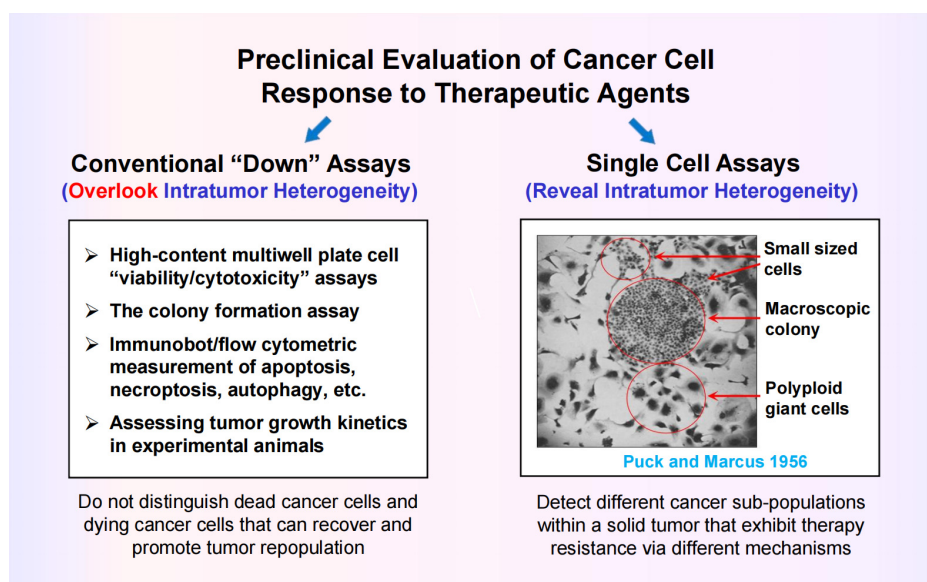 Preclinical Evaluation of Cancer Cell
Response to Therapeutic Agents
Conventional “Down” Assays
(Overlook Intratumor Heterogeneity)
➢ High-content multiwell plate cell
“viability/cytotoxicity” assays
➢ The colony formation assay
➢ Immunobot/flow cytometric
measurement of apoptosis,
necroptosis, autophagy, etc.
➢ Assessing tumor growth kinetics
in experimental animals
Do not distinguish dead cancer cells and
dying cancer cells that can recover and
promote tumor repopulation
Single Cell Assays
(Reveal Intratumor Heterogeneity)
Small sized
cells
Macroscopic
colony
Polyploid
giant cells
Puck and Marcus 1956
Detect different cancer sub-populations
within a solid tumor that exhibit therapy
resistance via different mechanisms